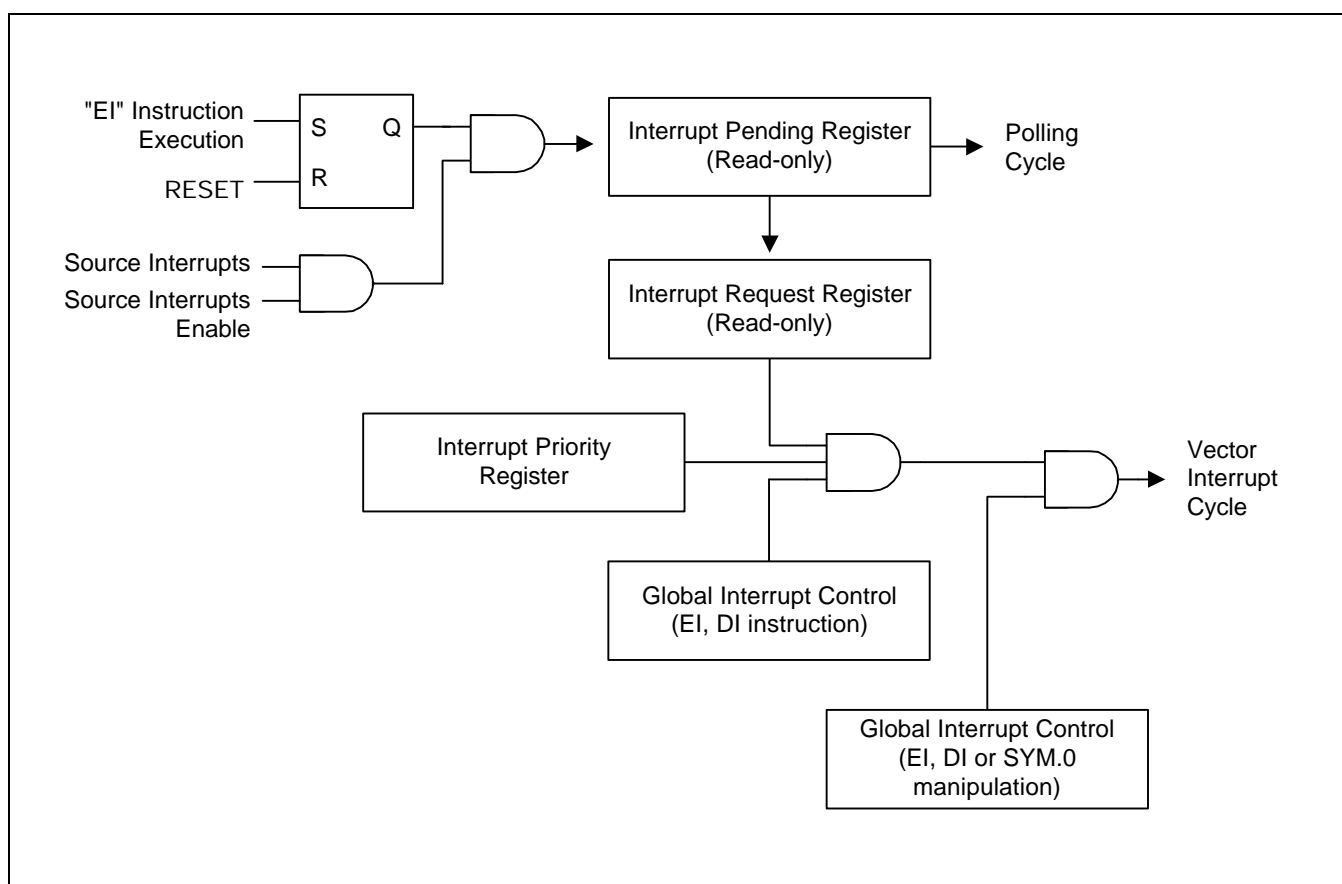 "EI" Instruction
Execution
S
Q
R
RESET
Source Interrupts
Source Interrupts
Enable
Interrupt Pending Register
(Read-only)
Polling
Cycle
Interrupt Request Register
(Read-only)
Interrupt Priority
Register
Vector
Interrupt
Cycle
Global Interrupt Control
(EI, DI instruction)
Global Interrupt Control
(EI, DI or SYM.0
manipulation)